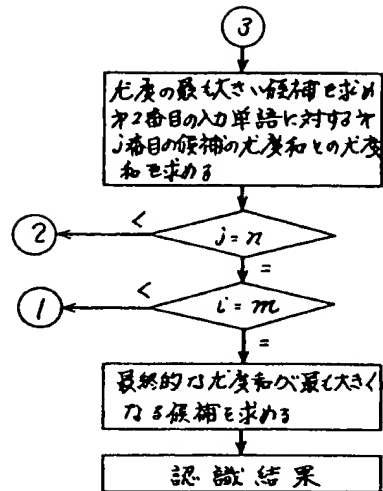 3
尤度の最も大きい候補を求め
オ2番目の入力単語に対するオ
j番目の候補の尤度和との尤度
和を求める
<
2
j=n
=
<
1
i=m
=
最終的な尤度和が最も大きく
なる候補を求める
認識結果